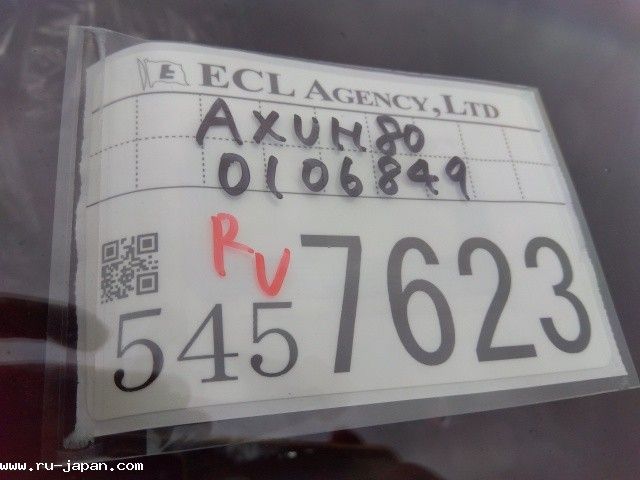 E ECL AGENCY, LTD
AXUH80
0106849
RU
5457623
www.ru-japan.com